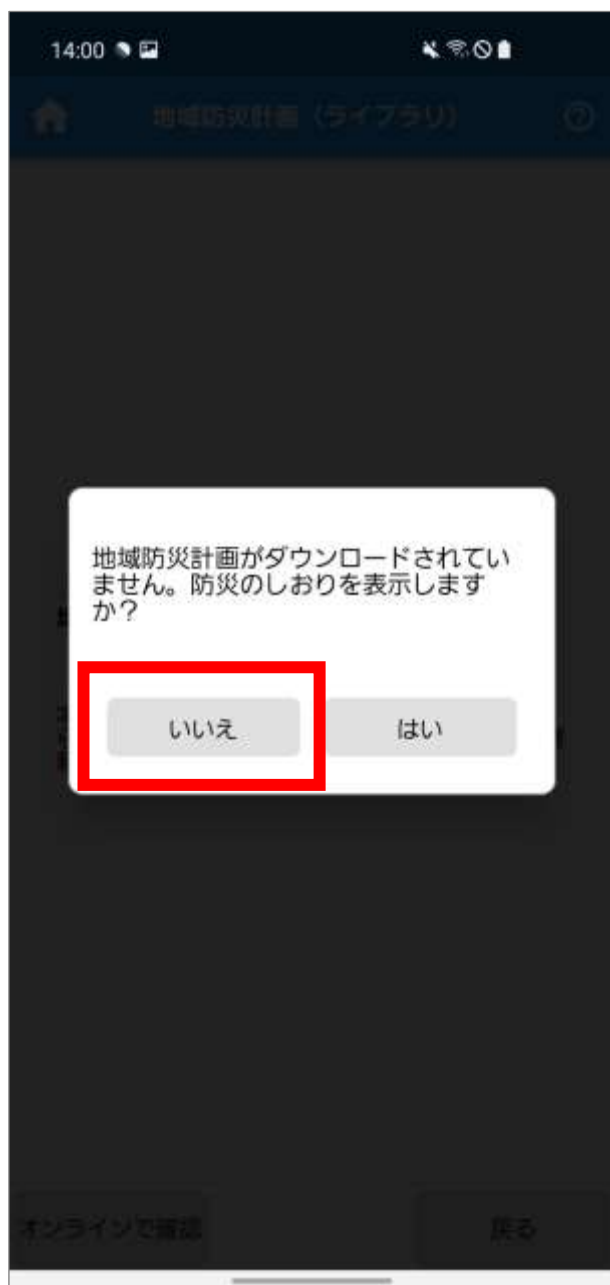 14:00
地域防災計画（ライブラリ）
地域防災計画がダウンロードされてい
ません。防災のしおりを表示します
か？
いいえ
はい
オンラインで確認
戻る